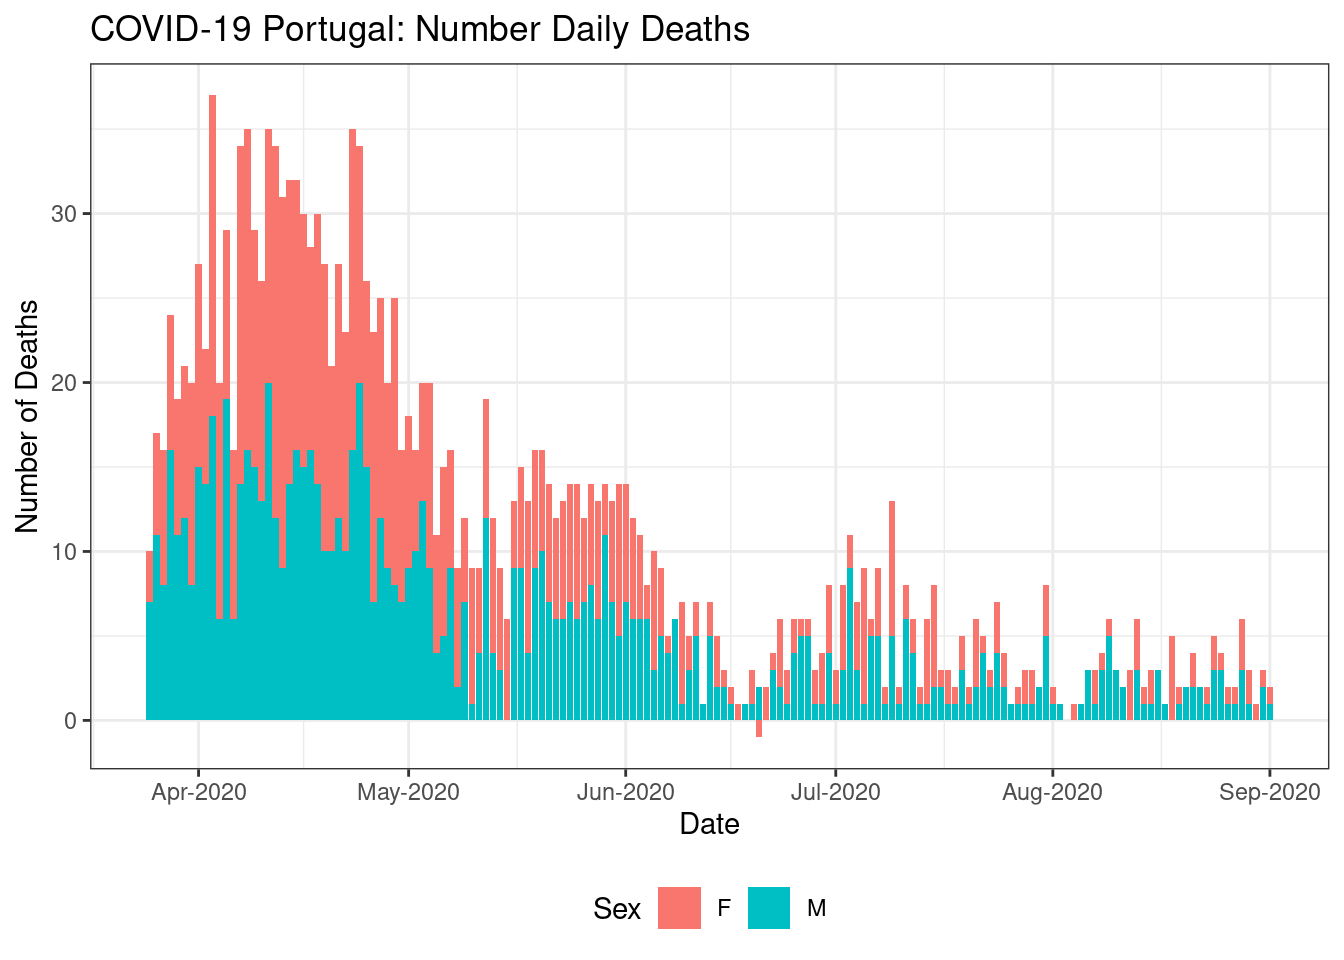 COVID-19 Portugal: Number Daily Deaths
Number of Deaths
30
20
10
0
Apr-2020 May-2020 Jun-2020 Jul-2020 Aug-2020 Sep-2020
Date
Sex F M